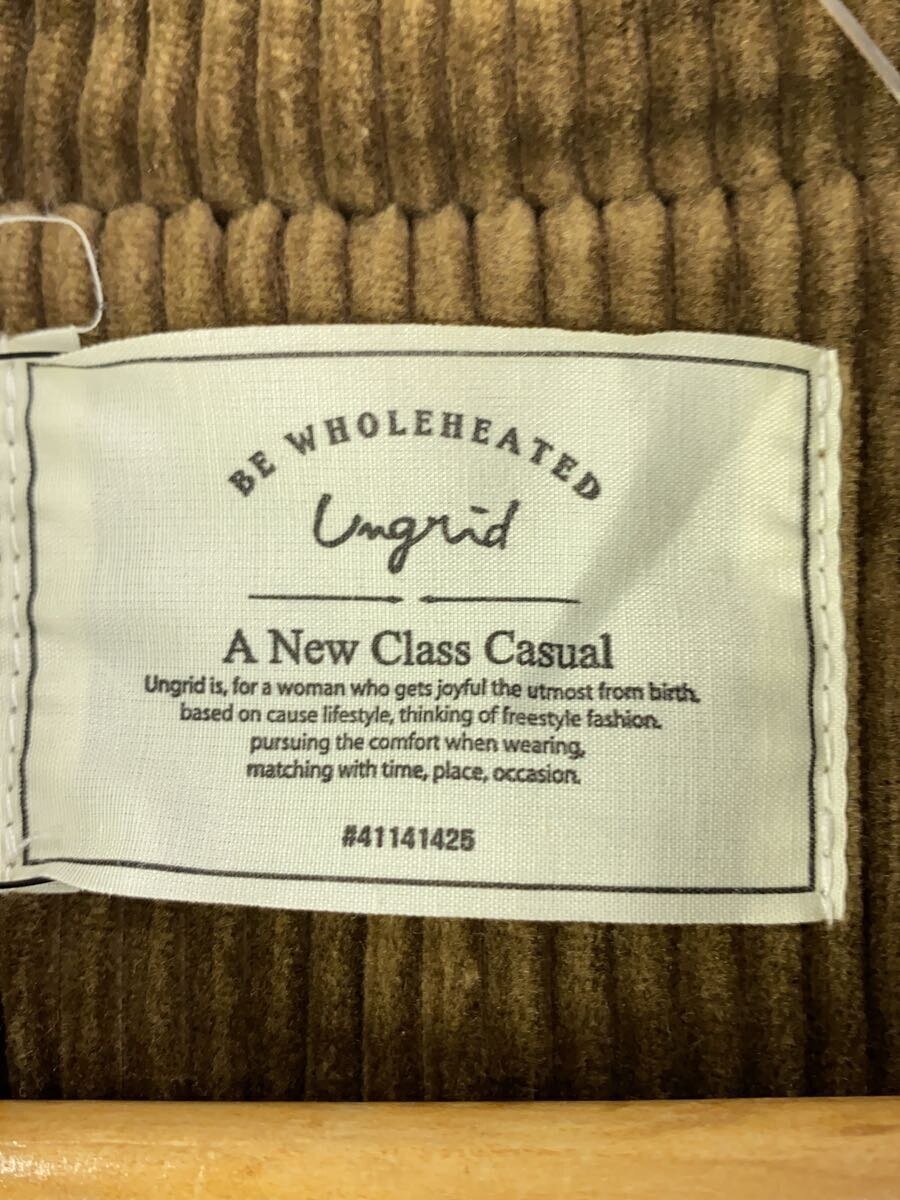 BE WHOLEHEATED
Ungrid
A New Class Casual
Ungrid is, for a woman who gets joyful the utmost from birth.
based on cause lifestyle, thinking of freestyle fashion.
pursuing the comfort when wearing,
matching with time, place, occasion.
#41141425